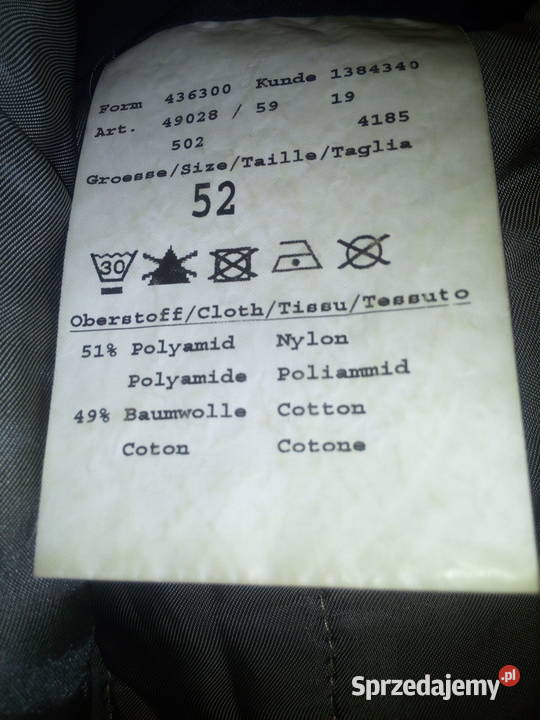 Form 436300 Kunde 1384340
Art. 49028 / 59 19
502 4185
Groesse/Size/Taille/Taglia
52
30
Oberstoff/Cloth/Tissu/Tessuto
51% Polyamid Nylon
Polyamide Poliammid
49% Baumwolle Cotton
Coton Cotone
Sprzedajemy.pl